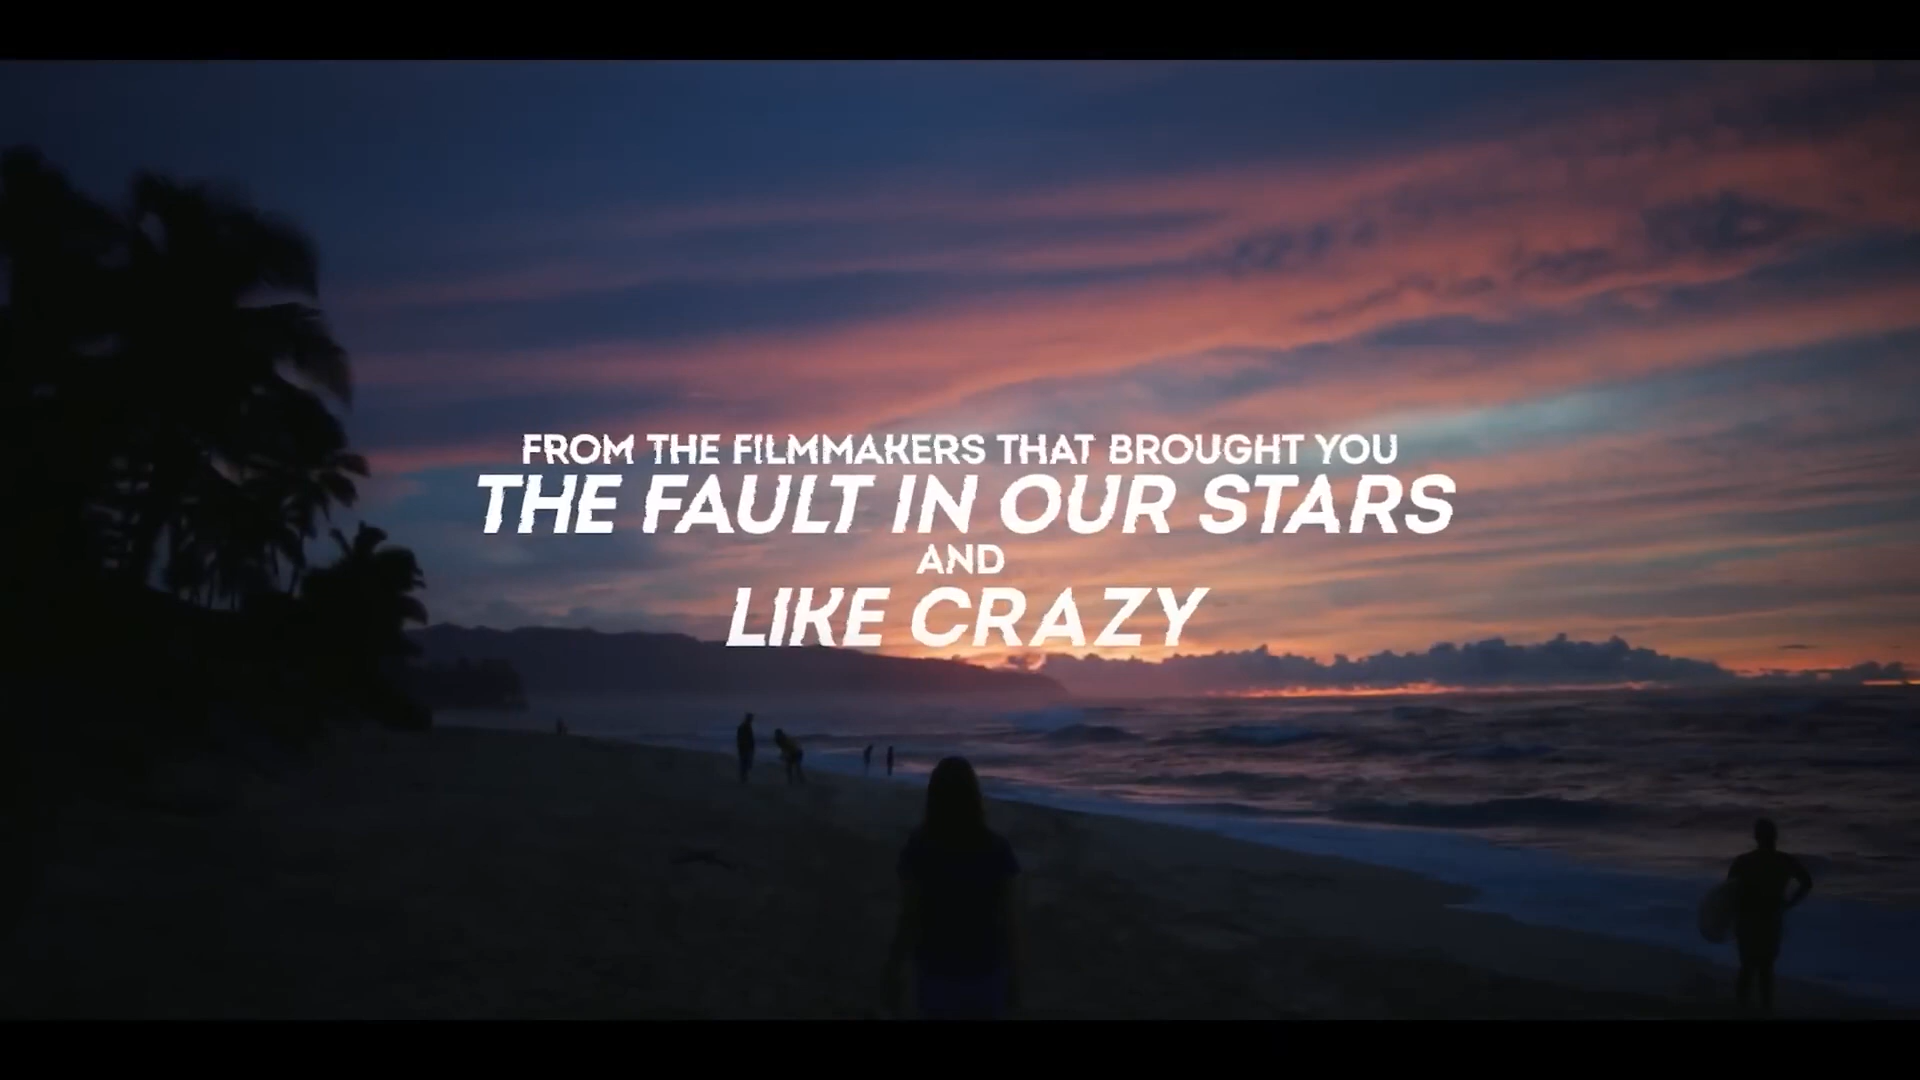 FROM THE FILMMAKERS THAT BROUGHT YOU
THE FAULT IN OUR STARS
AND
LIKE CRAZY